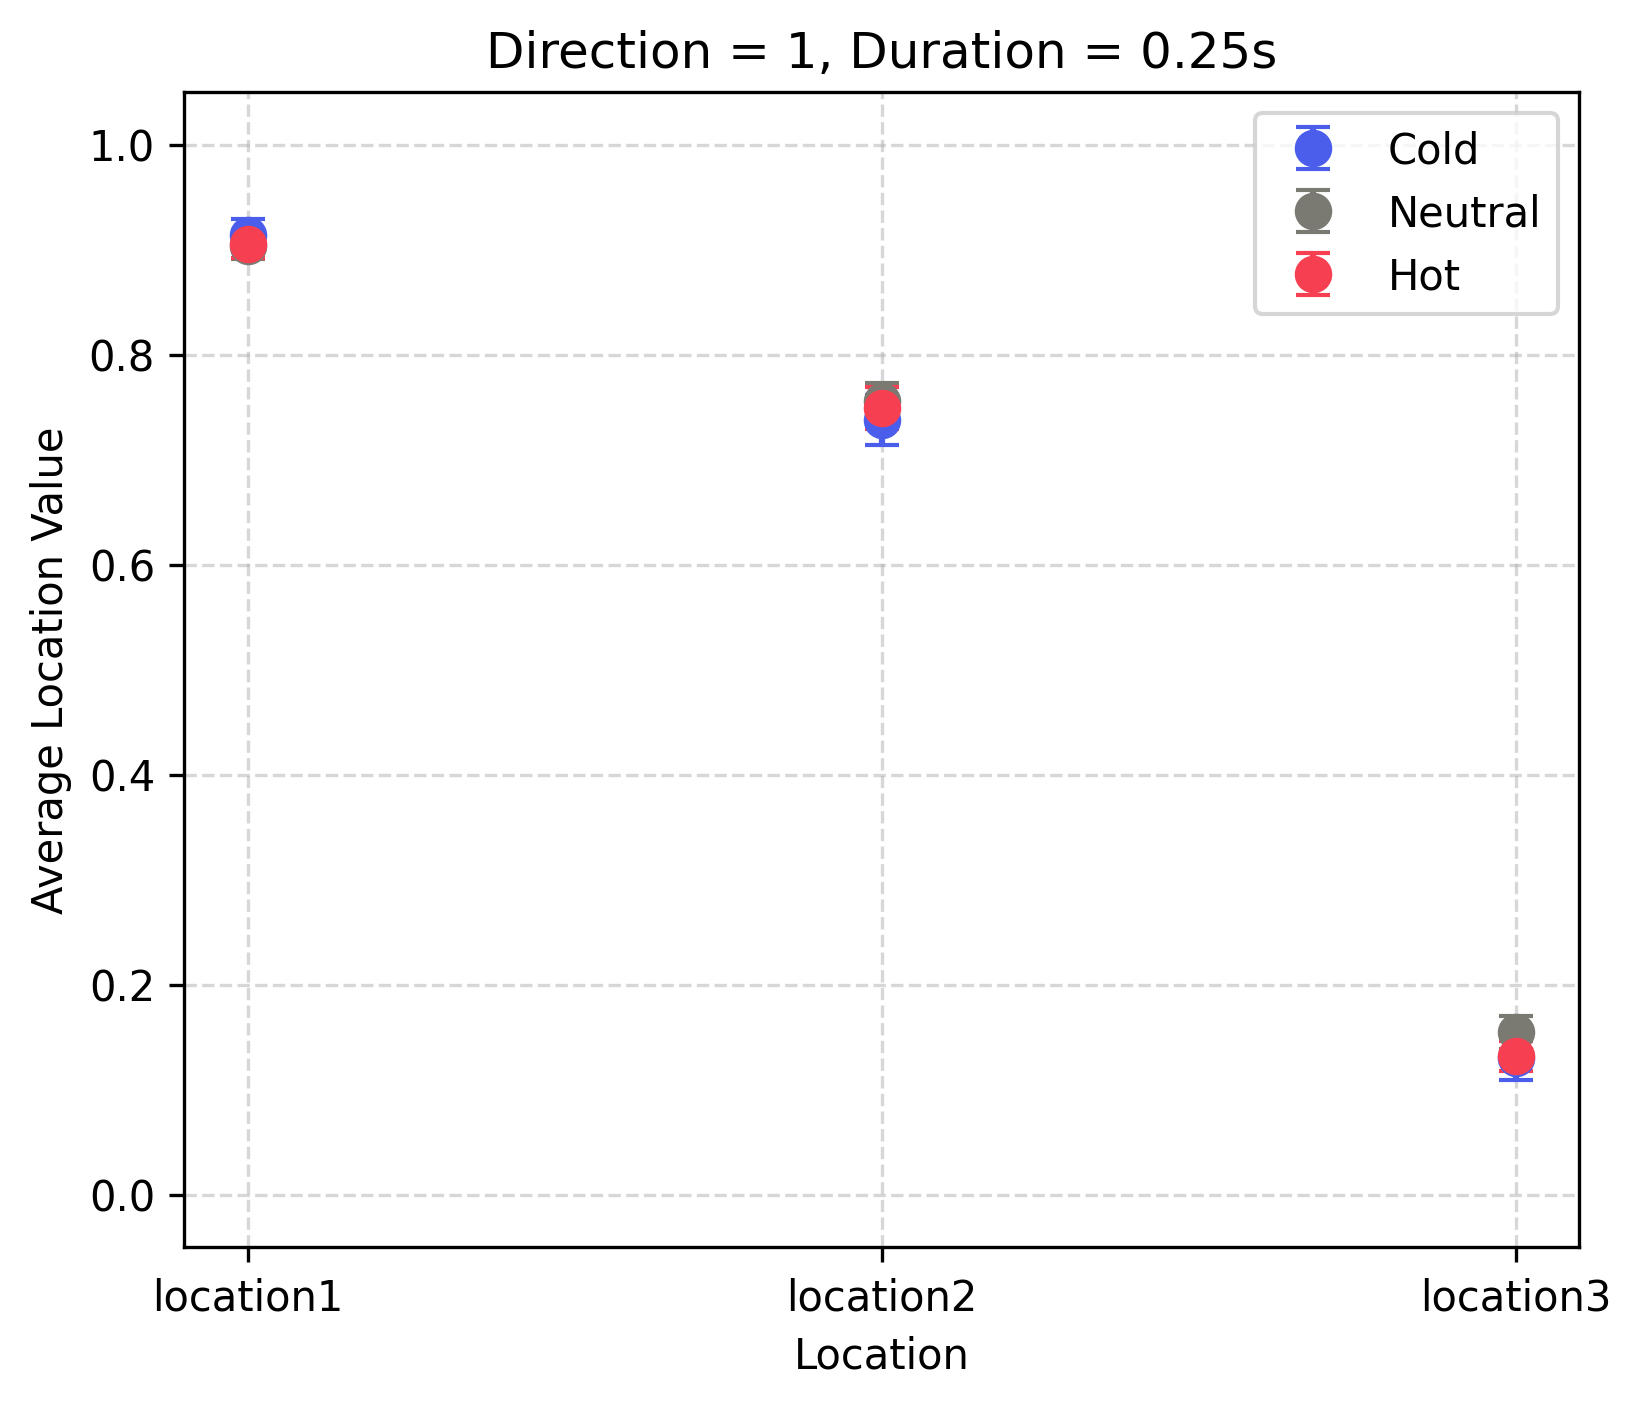 Direction = 1, Duration = 0.25s
Cold
Neutral
Hot
1.0
0.8
0.6
0.4
0.2
0.0
Average Location Value
location1
location2
location3
Location